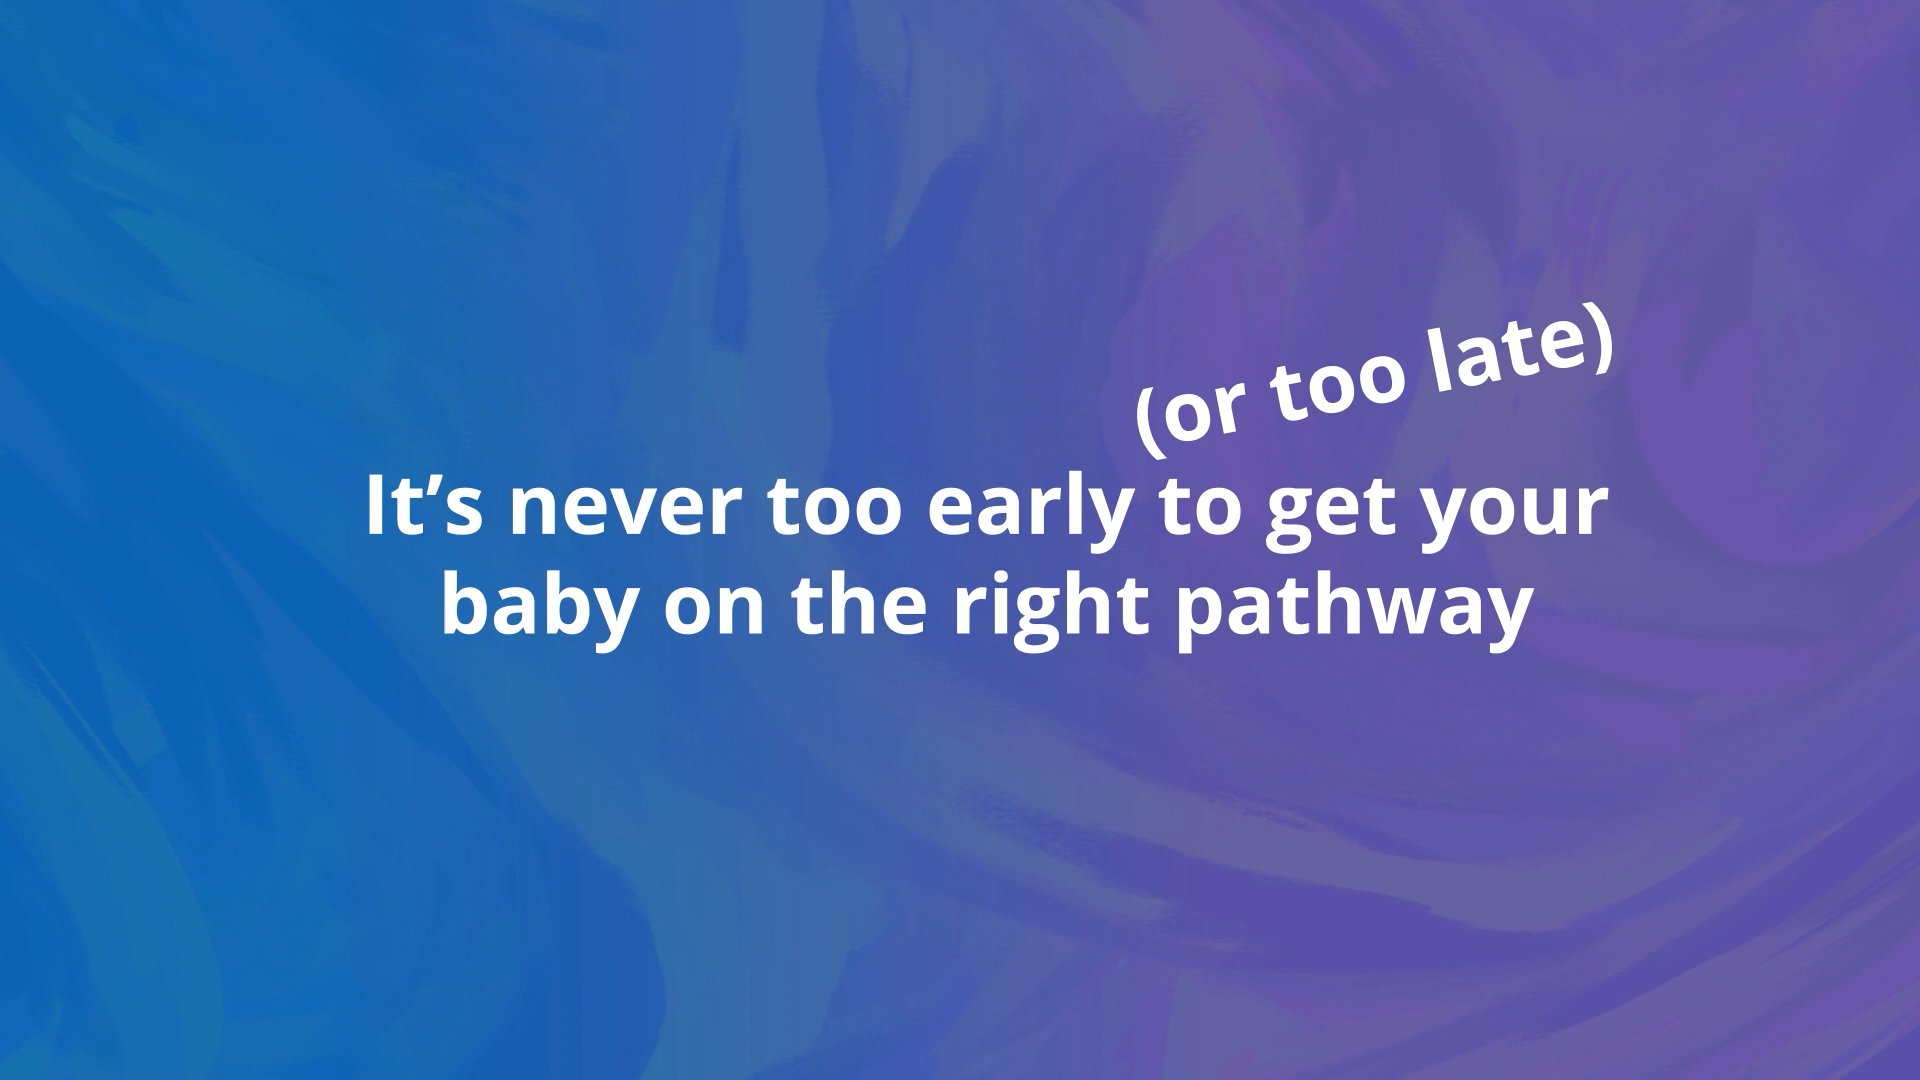 (or too late)
It’s never too early to get your
baby on the right pathway